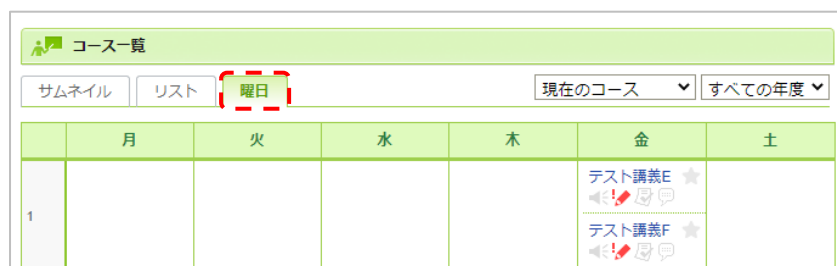 コース一覧
サムネイル リスト 曜日 現在のコース すべての年度
月 火 水 木 金 土
テスト講義E
1
テスト講義F